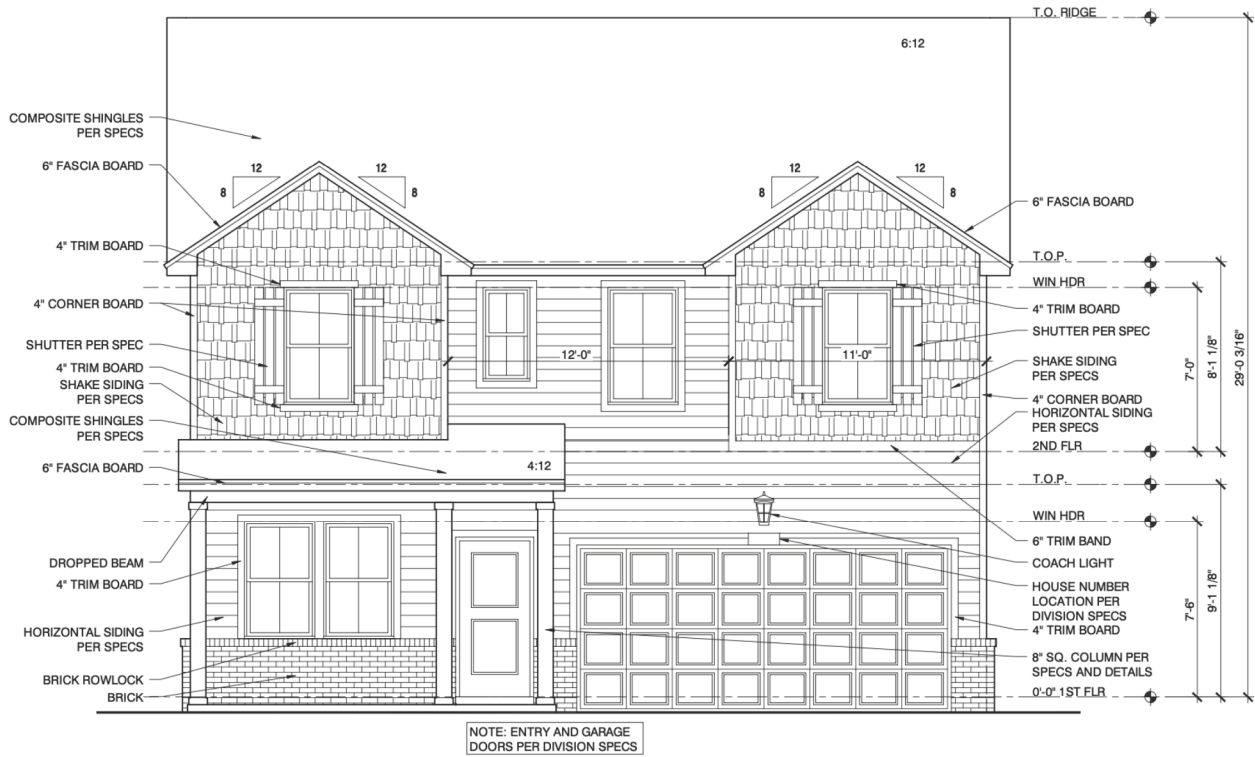 T.O. RIDGE
6:12
COMPOSITE SHINGLES
PER SPECS
6" FASCIA BOARD
12
8
12
8
12
8
12
8
6" FASCIA BOARD
4" TRIM BOARD
T.O.P.
WIN HDR
4" CORNER BOARD
4" TRIM BOARD
SHUTTER PER SPEC
SHUTTER PER SPEC
12'-0"
11'-0"
7'-0"
8'-1 1/8"
29'-0 3/16"
4" TRIM BOARD
SHAKE SIDING
PER SPECS
SHAKE SIDING
PER SPECS
4" CORNER BOARD
HORIZONTAL SIDING
PER SPECS
COMPOSITE SHINGLES
PER SPECS
2ND FLR
6" FASCIA BOARD
4:12
T.O.P.
WIN HDR
6" TRIM BAND
DROPPED BEAM
COACH LIGHT
4" TRIM BOARD
HOUSE NUMBER
LOCATION PER
DIVISION SPECS
7'-6"
9'-1 1/8"
HORIZONTAL SIDING
PER SPECS
4" TRIM BOARD
8" SQ. COLUMN PER
SPECS AND DETAILS
BRICK ROWLOCK
BRICK
0'-0" 1ST FLR
NOTE: ENTRY AND GARAGE
DOORS PER DIVISION SPECS